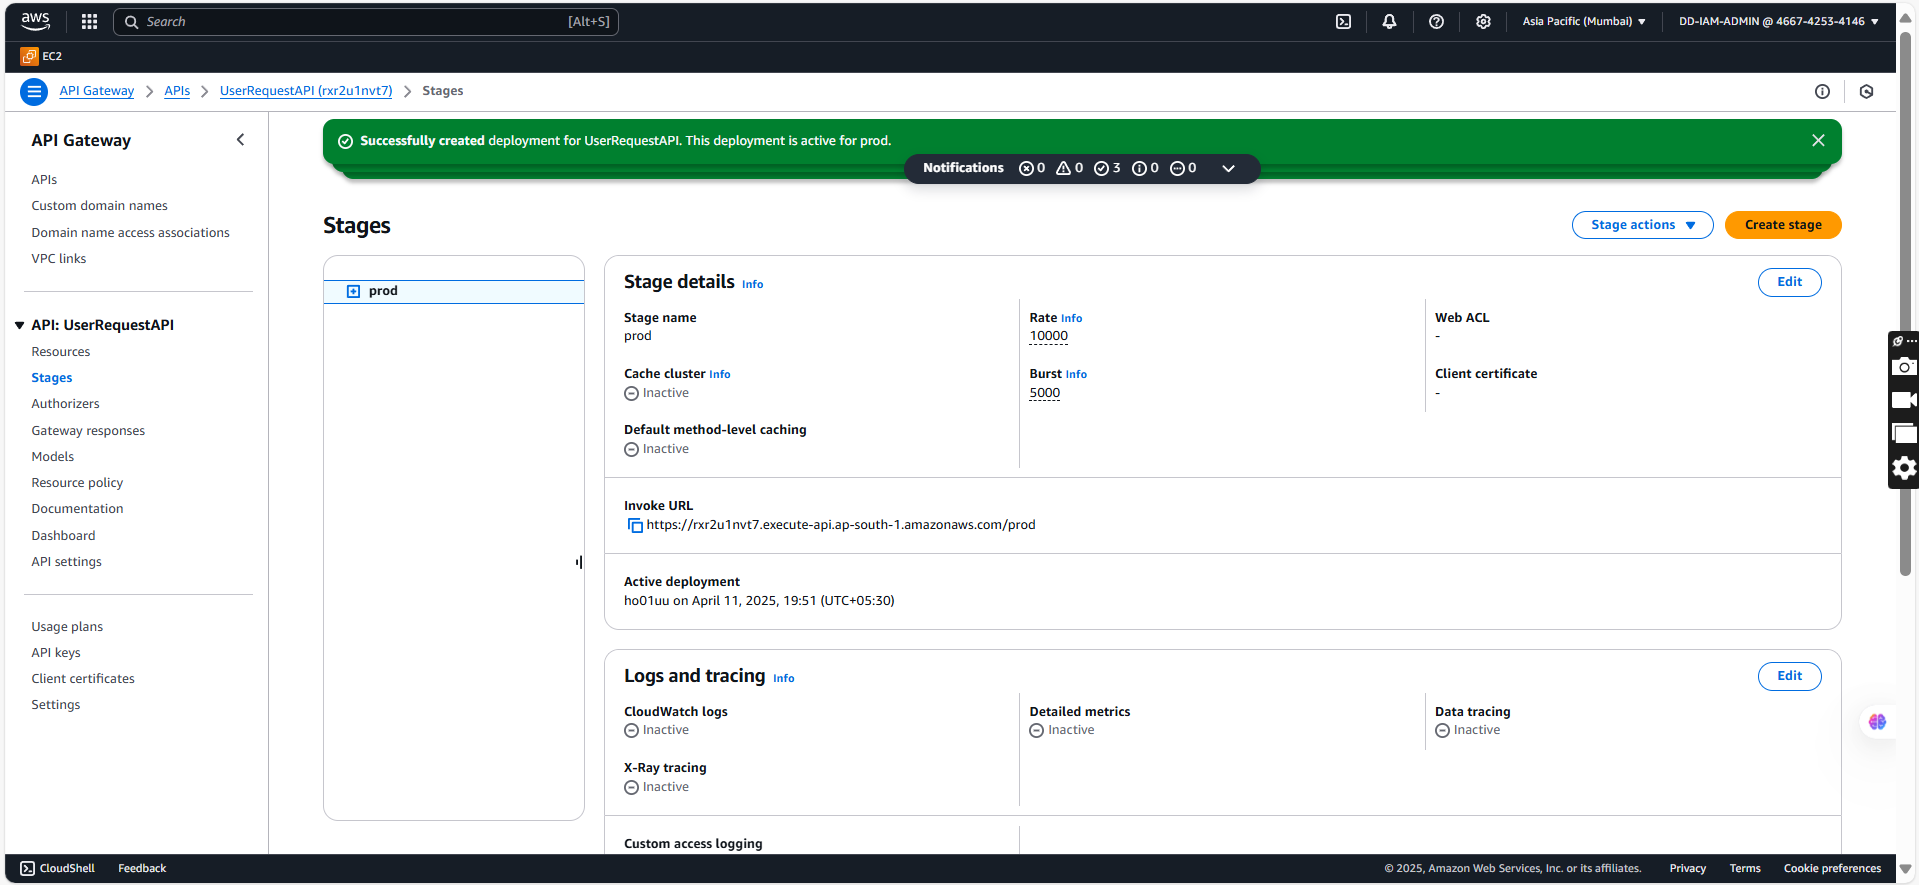 aws
Search [Alt+S]
Asia Pacific (Mumbai)
DD-IAM-ADMIN @ 4667-4253-4146
EC2
API Gateway
APIs
UserRequestAPI (rxr2u1nvt7)
Stages
API Gateway
APIs
Custom domain names
Domain name access associations
VPC links
API: UserRequestAPI
Resources
Stages
Authorizers
Gateway responses
Models
Resource policy
Documentation
Dashboard
API settings
Usage plans
API keys
Client certificates
Settings
Successfully created deployment for UserRequestAPI. This deployment is active for prod.
Notifications 0 0 3 0 0
Stages
Stage actions
Create stage
prod
Stage details Info
Edit
Stage name
prod
Rate Info
10000
Web ACL
-
Cache cluster Info
Inactive
Burst Info
5000
Client certificate
-
Default method-level caching
Inactive
Invoke URL
https://rxr2u1nvt7.execute-api.ap-south-1.amazonaws.com/prod
Active deployment
ho01uu on April 11, 2025, 19:51 (UTC+05:30)
Logs and tracing Info
Edit
CloudWatch logs
Inactive
Detailed metrics
Inactive
Data tracing
Inactive
X-Ray tracing
Inactive
Custom access logging
CloudShell
Feedback
© 2025, Amazon Web Services, Inc. or its affiliates.
Privacy
Terms
Cookie preferences